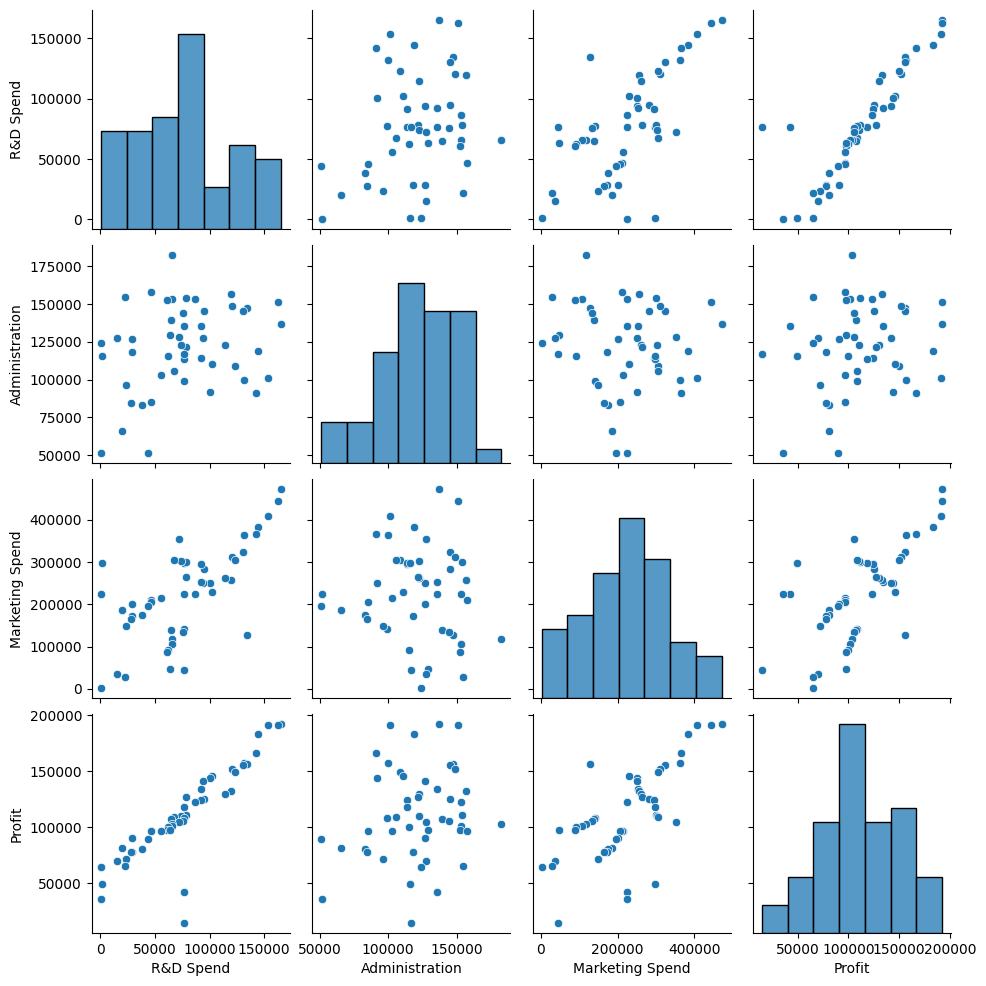 R&D Spend
150000
100000
50000
0
Administration
175000
150000
125000
100000
75000
50000
Marketing Spend
400000
300000
200000
100000
0
Profit
200000
150000
100000
50000
0 50000 100000 150000
R&D Spend
50000 100000 150000
Administration
0 200000 400000
Marketing Spend
50000 100000 150000 200000
Profit